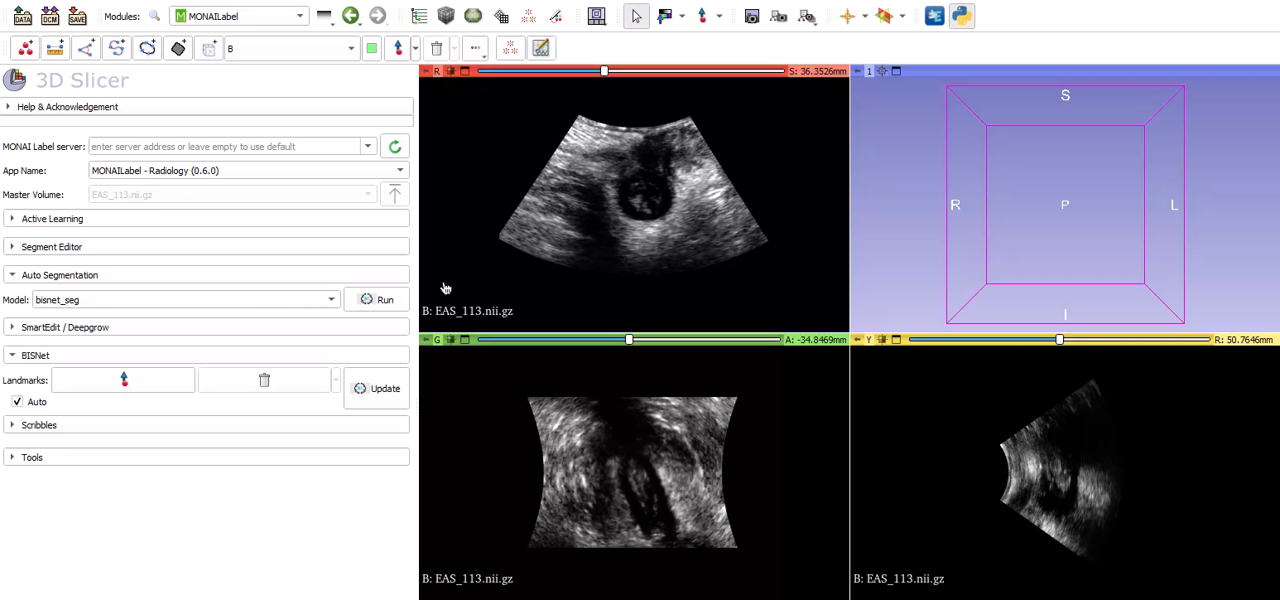 DATA DCM SAVE Modules: MONAILabel
B
3D Slicer
Help & Acknowledgement
MONAI Label server: enter server address or leave empty to use default
App Name: MONAILabel - Radiology (0.6.0)
Master Volume: EAS_113.nii.gz
Active Learning
Segment Editor
Auto Segmentation
Model: bisnet_seg Run
SmartEdit / Deepgrow
BISNet
Landmarks: Update
Auto
Scribbles
Tools
R S: 36.3526mm
B: EAS_113.nii.gz
1
S
R P L
I
G A: -34.8469mm
B: EAS_113.nii.gz
Y R: 50.7646mm
B: EAS_113.nii.gz